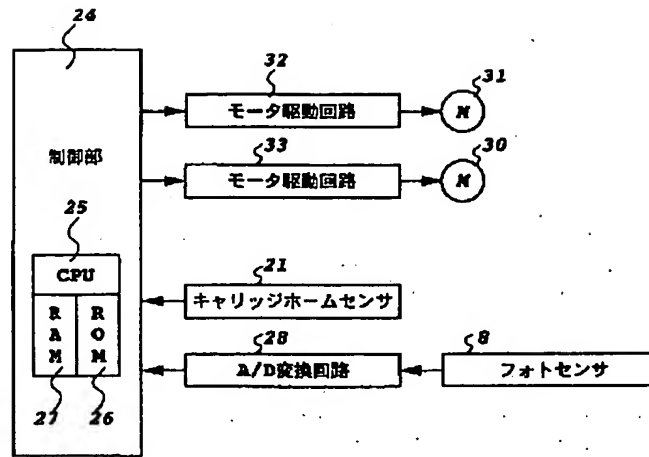 24
32
31
モータ駆動回路
M
33
30
制御部
モータ駆動回路
M
25
21
CPU
キャリッジホームセンサ
RAM
ROM
28
8
A/D変換回路
フォトセンサ
27
26